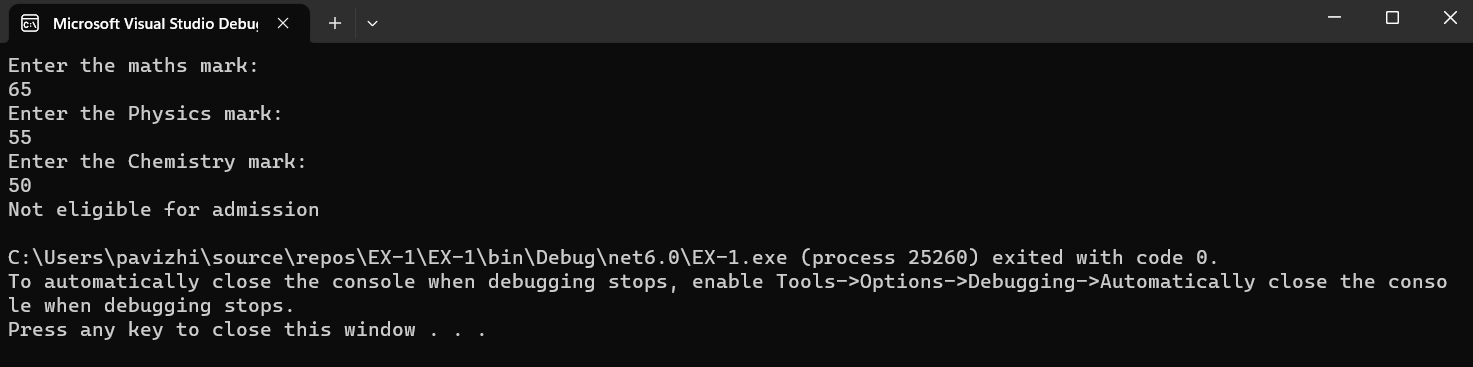 Microsoft Visual Studio Debu
Enter the maths mark:
65
Enter the Physics mark:
55
Enter the Chemistry mark:
50
Not eligible for admission
C:\Users\pavizhi\source\repos\EX-1\EX-1\bin\Debug\net6.0\EX-1.exe (process 25260) exited with code 0.
To automatically close the console when debugging stops, enable Tools->Options->Debugging->Automatically close the conso
le when debugging stops.
Press any key to close this window . . .